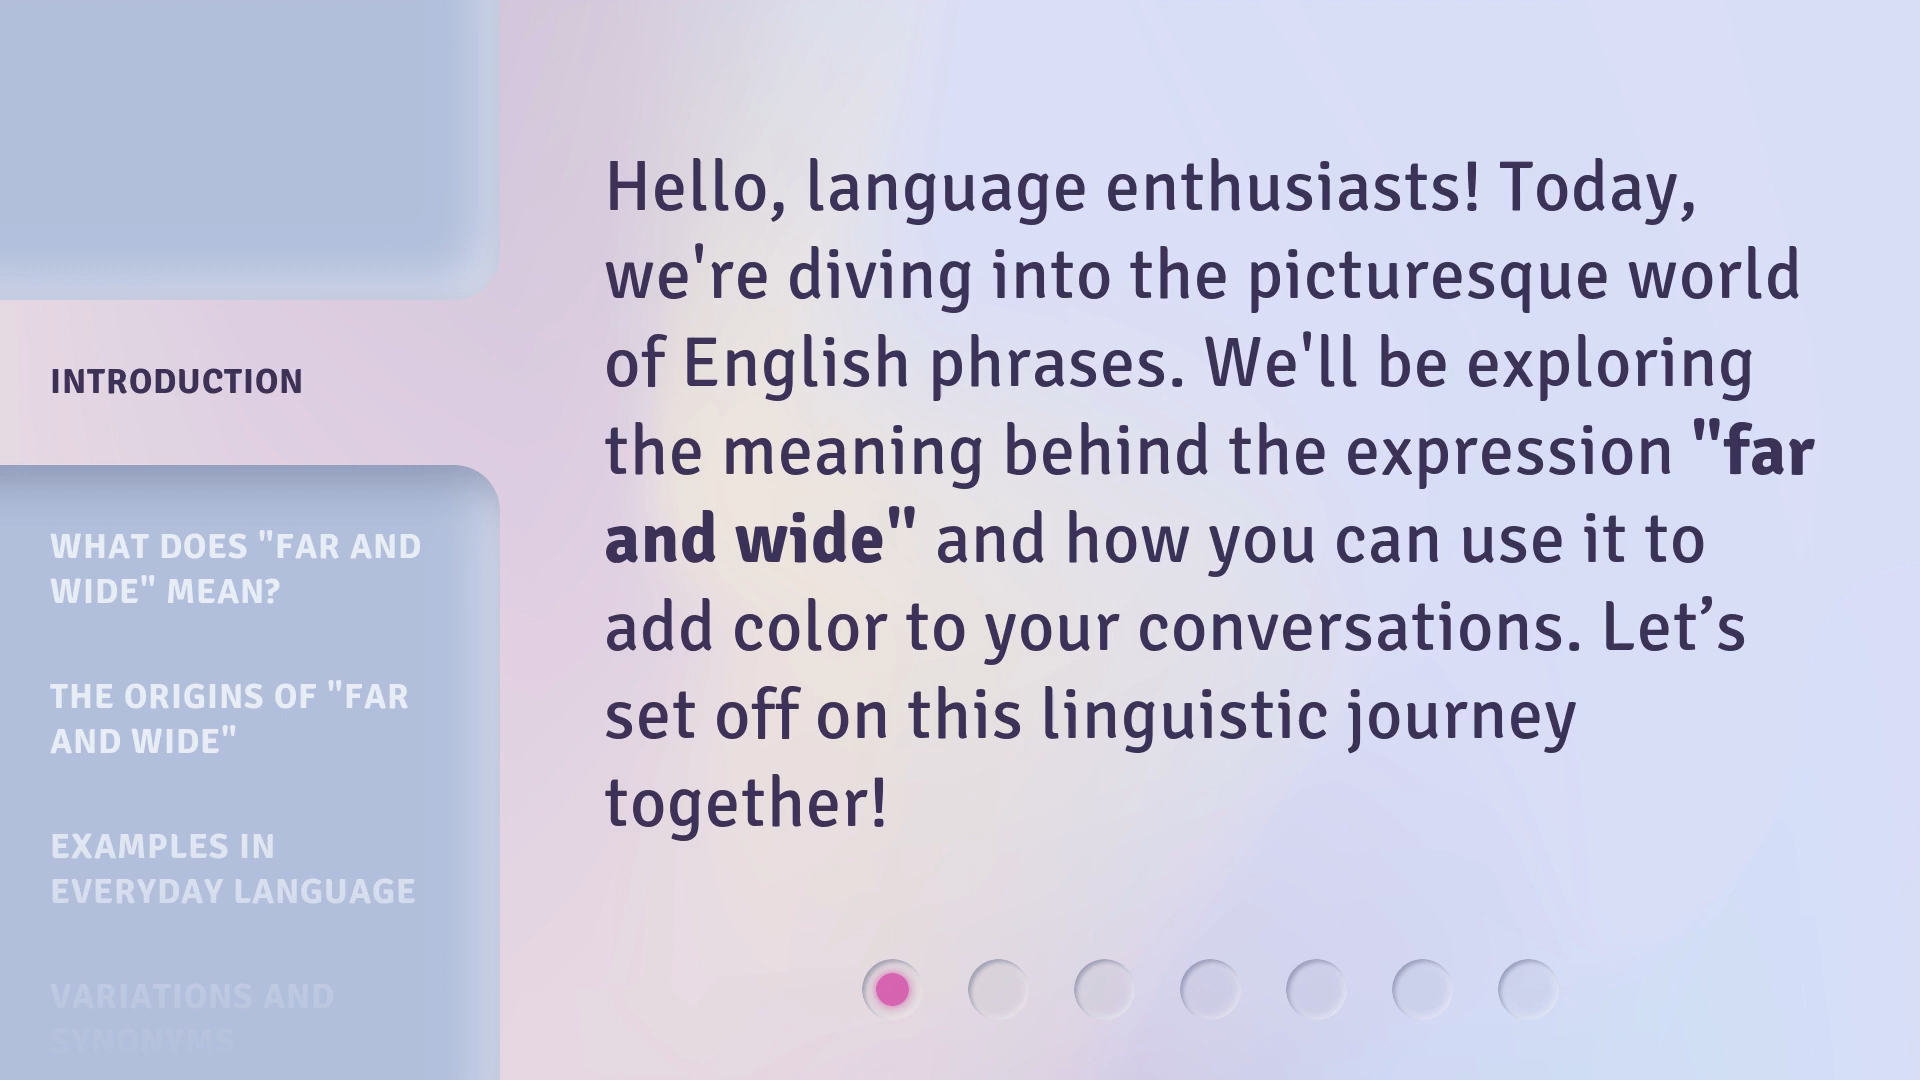 INTRODUCTION
WHAT DOES "FAR AND
WIDE" MEAN?
THE ORIGINS OF "FAR
AND WIDE"
EXAMPLES IN
EVERYDAY LANGUAGE
VARIATIONS AND
SYNONYMS
Hello, language enthusiasts! Today,
we're diving into the picturesque world
of English phrases. We'll be exploring
the meaning behind the expression "far
and wide" and how you can use it to
add color to your conversations. Let’s
set off on this linguistic journey
together!